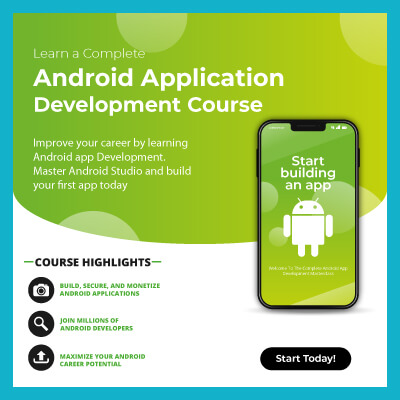 Learn a Complete
Android Application
Development Course
Improve your career by learning
Android app Development.
Master Android Studio and build
your first app today
Start
building
an app
Welcome To The Complete Android App
Development Masterclass
COURSE HIGHLIGHTS
BUILD, SECURE, AND MONETIZE
ANDROID APPLICATIONS
JOIN MILLIONS OF
ANDROID DEVELOPERS
MAXIMIZE YOUR ANDROID
CAREER POTENTIAL
Start Today!